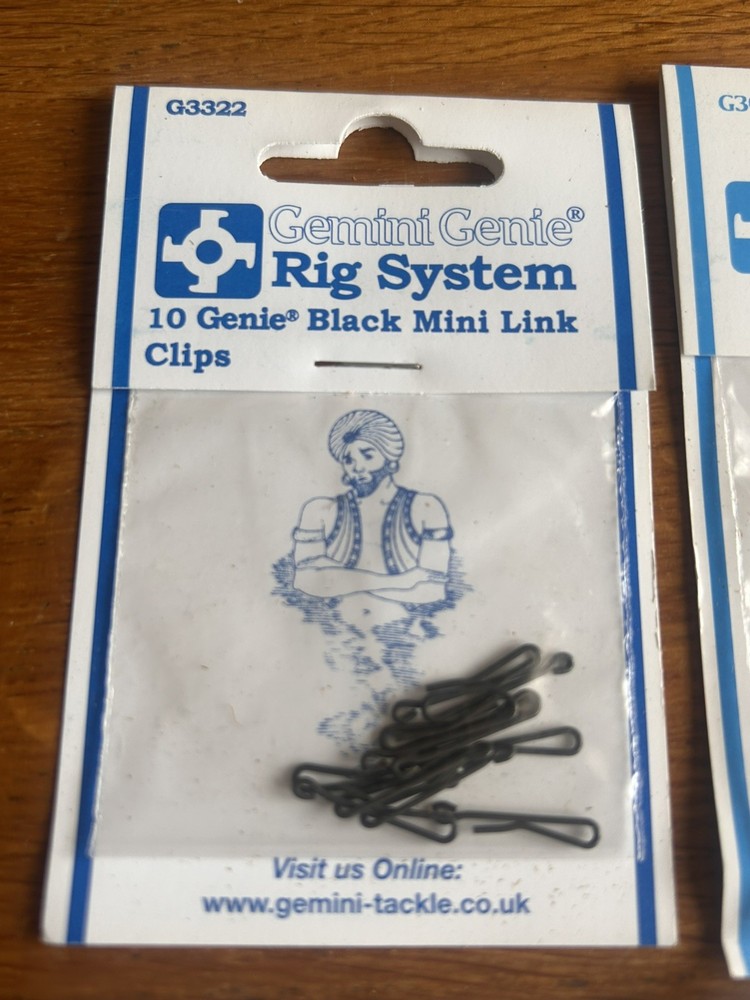 G3322
Gemini Genie®
Rig System
10 Genie® Black Mini Link
Clips
Visit us Online:
www.gemini-tackle.co.uk